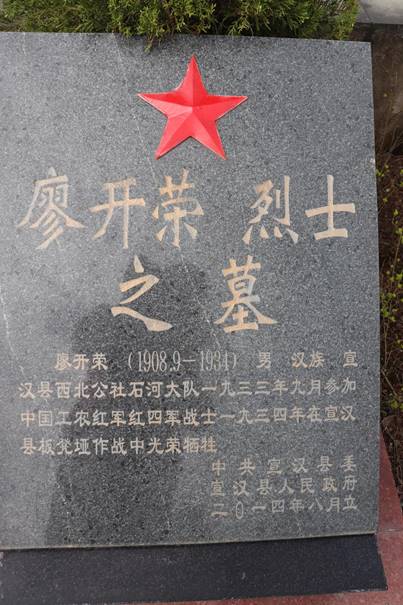 廖开荣 烈士
之墓
廖开荣 (1908.9—1934) 男 汉族 宣
汉县西北公社石河大队一九三三年九月参加
中国工农红军红四军战士一九三四年在宣汉
县板凳垭作战中光荣牺牲
中共宣汉县委
宣汉县人民政府
二〇一四年八月立